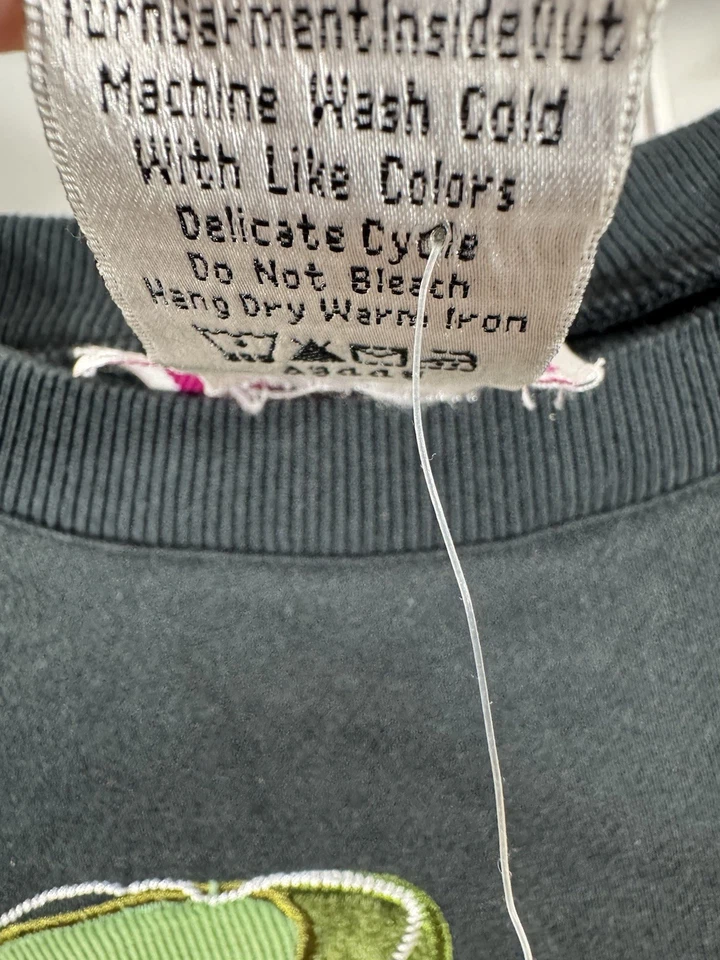 TurnGarmentInsideOut
Machine Wash Cold
With Like Colors
Delicate Cycle
Do Not Bleach
Hang Dry Warm Iron